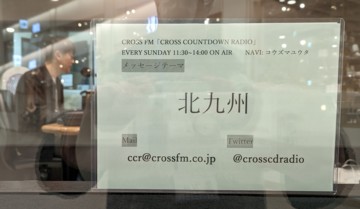 CROSS FM「CROSS COUNTDOWN RADIO」
EVERY SUNDAY 11:30~14:00 ON AIR NAVI: コウズマユウタ
メッセージテーマ
北九州
Mail Twitter
ccr@crossfm.co.jp @crosscdradio